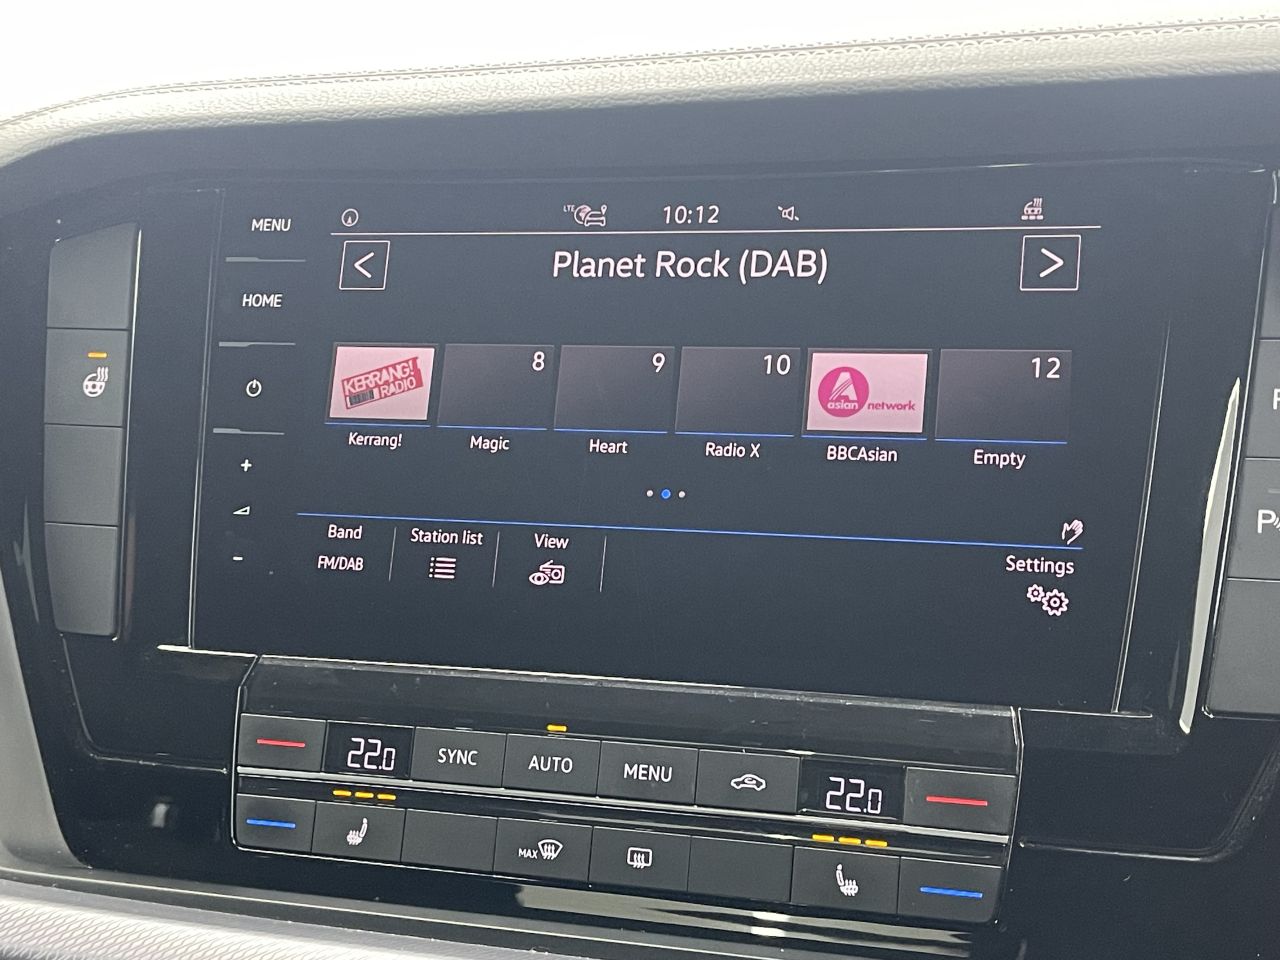 MENU
LTE
10:12
HOME
<
Planet Rock (DAB)
>
KERRANG!
RADIO
8
9
10
asian network
12
Kerrang!
Magic
Heart
Radio X
BBCAsian
Empty
+
-
Band
FM/DAB
Station list
View
Settings
22.0
SYNC
AUTO
MENU
22.0
MAX